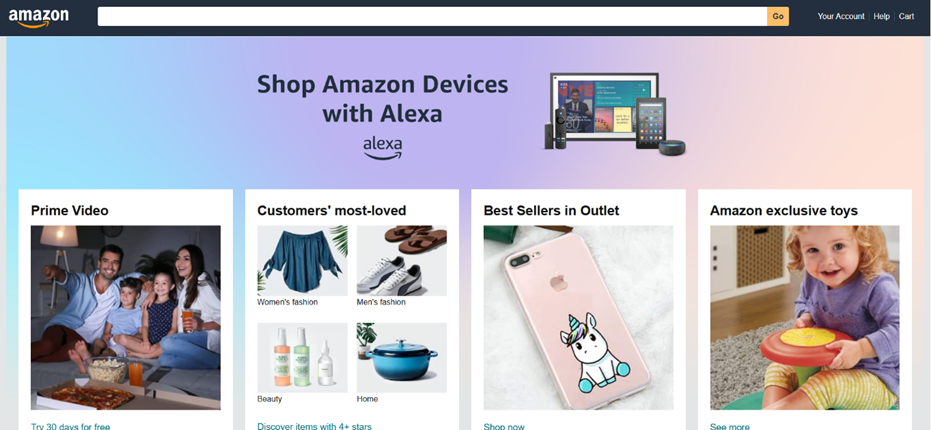 amazon
Go
Your Account
Help
Cart
Shop Amazon Devices
with Alexa
alexa
Prime Video
Customers' most-loved
Best Sellers in Outlet
Amazon exclusive toys
Women's fashion
Men's fashion
Beauty
Home
Try 30 days for free
Discover items with 4+ stars
Shop now
See more